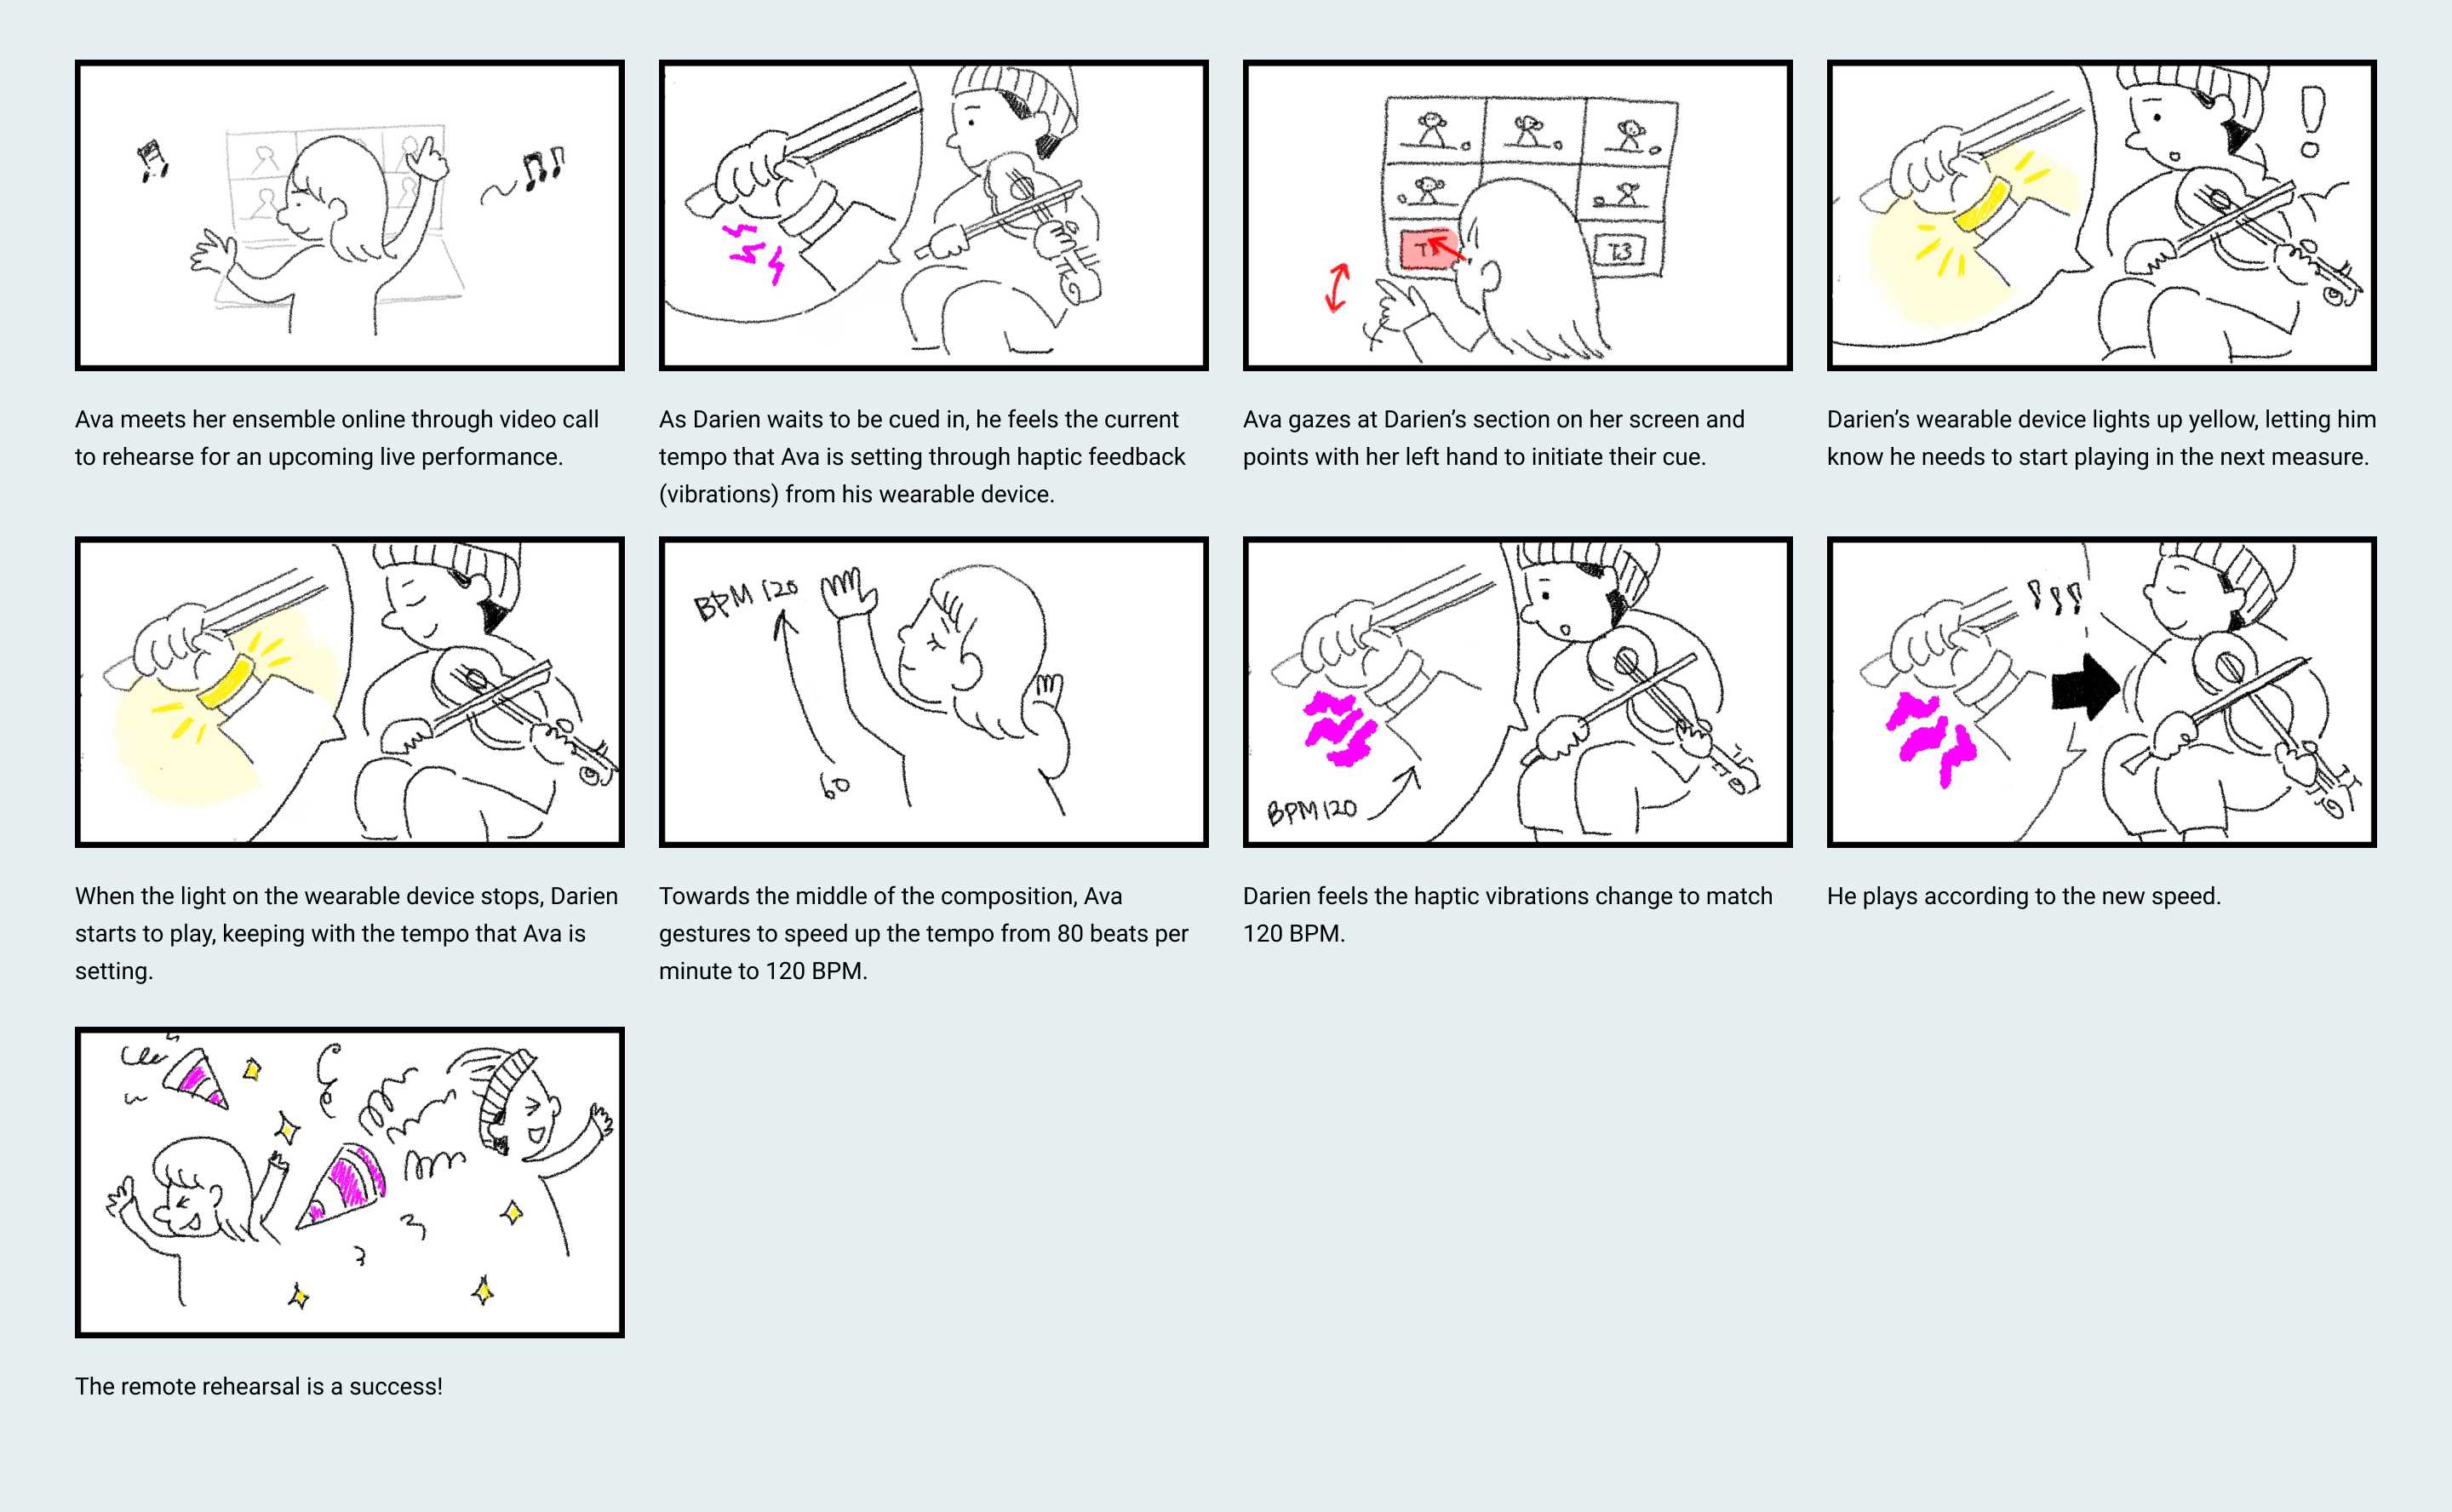 T1
T3
Ava meets her ensemble online through video call
to rehearse for an upcoming live performance.
As Darien waits to be cued in, he feels the current
tempo that Ava is setting through haptic feedback
(vibrations) from his wearable device.
Ava gazes at Darien’s section on her screen and
points with her left hand to initiate their cue.
Darien’s wearable device lights up yellow, letting him
know he needs to start playing in the next measure.
BPM 120
60
BPM 120
When the light on the wearable device stops, Darien
starts to play, keeping with the tempo that Ava is
setting.
Towards the middle of the composition, Ava
gestures to speed up the tempo from 80 beats per
minute to 120 BPM.
Darien feels the haptic vibrations change to match
120 BPM.
He plays according to the new speed.
The remote rehearsal is a success!